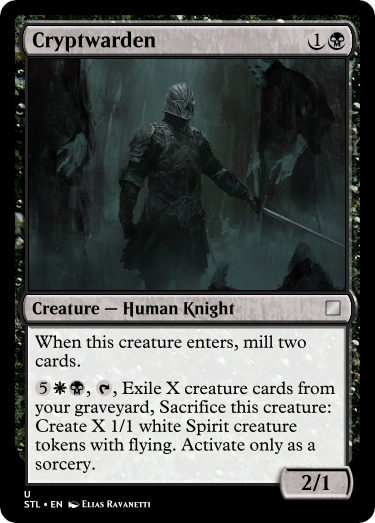 Cryptwarden 1
Creature — Human Knight
When this creature enters, mill two
cards.
5, , Exile X creature cards from
your graveyard, Sacrifice this creature:
Create X 1/1 white Spirit creature
tokens with flying. Activate only as a
sorcery.
2/1
U
STL • EN Elias Ravanetti